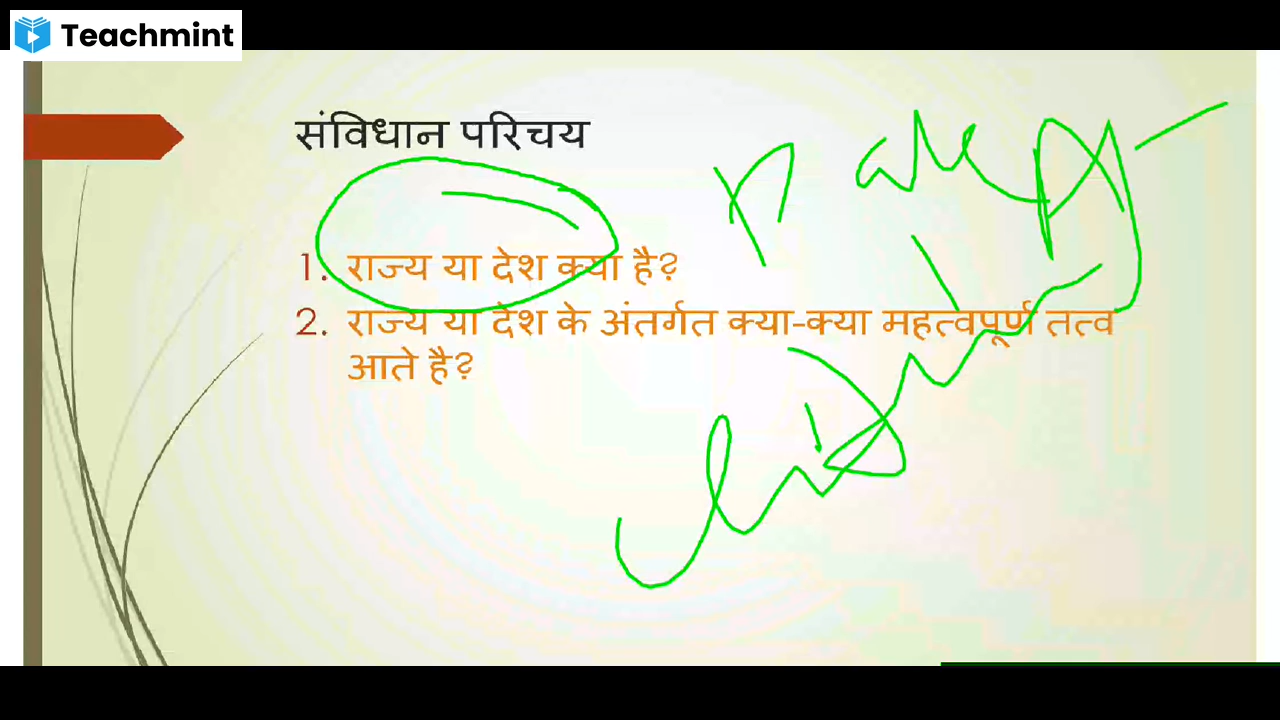 Teachmint
संविधान परिचय
1. राज्य या देश क्या है?
2. राज्य या देश के अंतर्गत क्या-क्या महत्वपूर्ण तत्व
आते है?